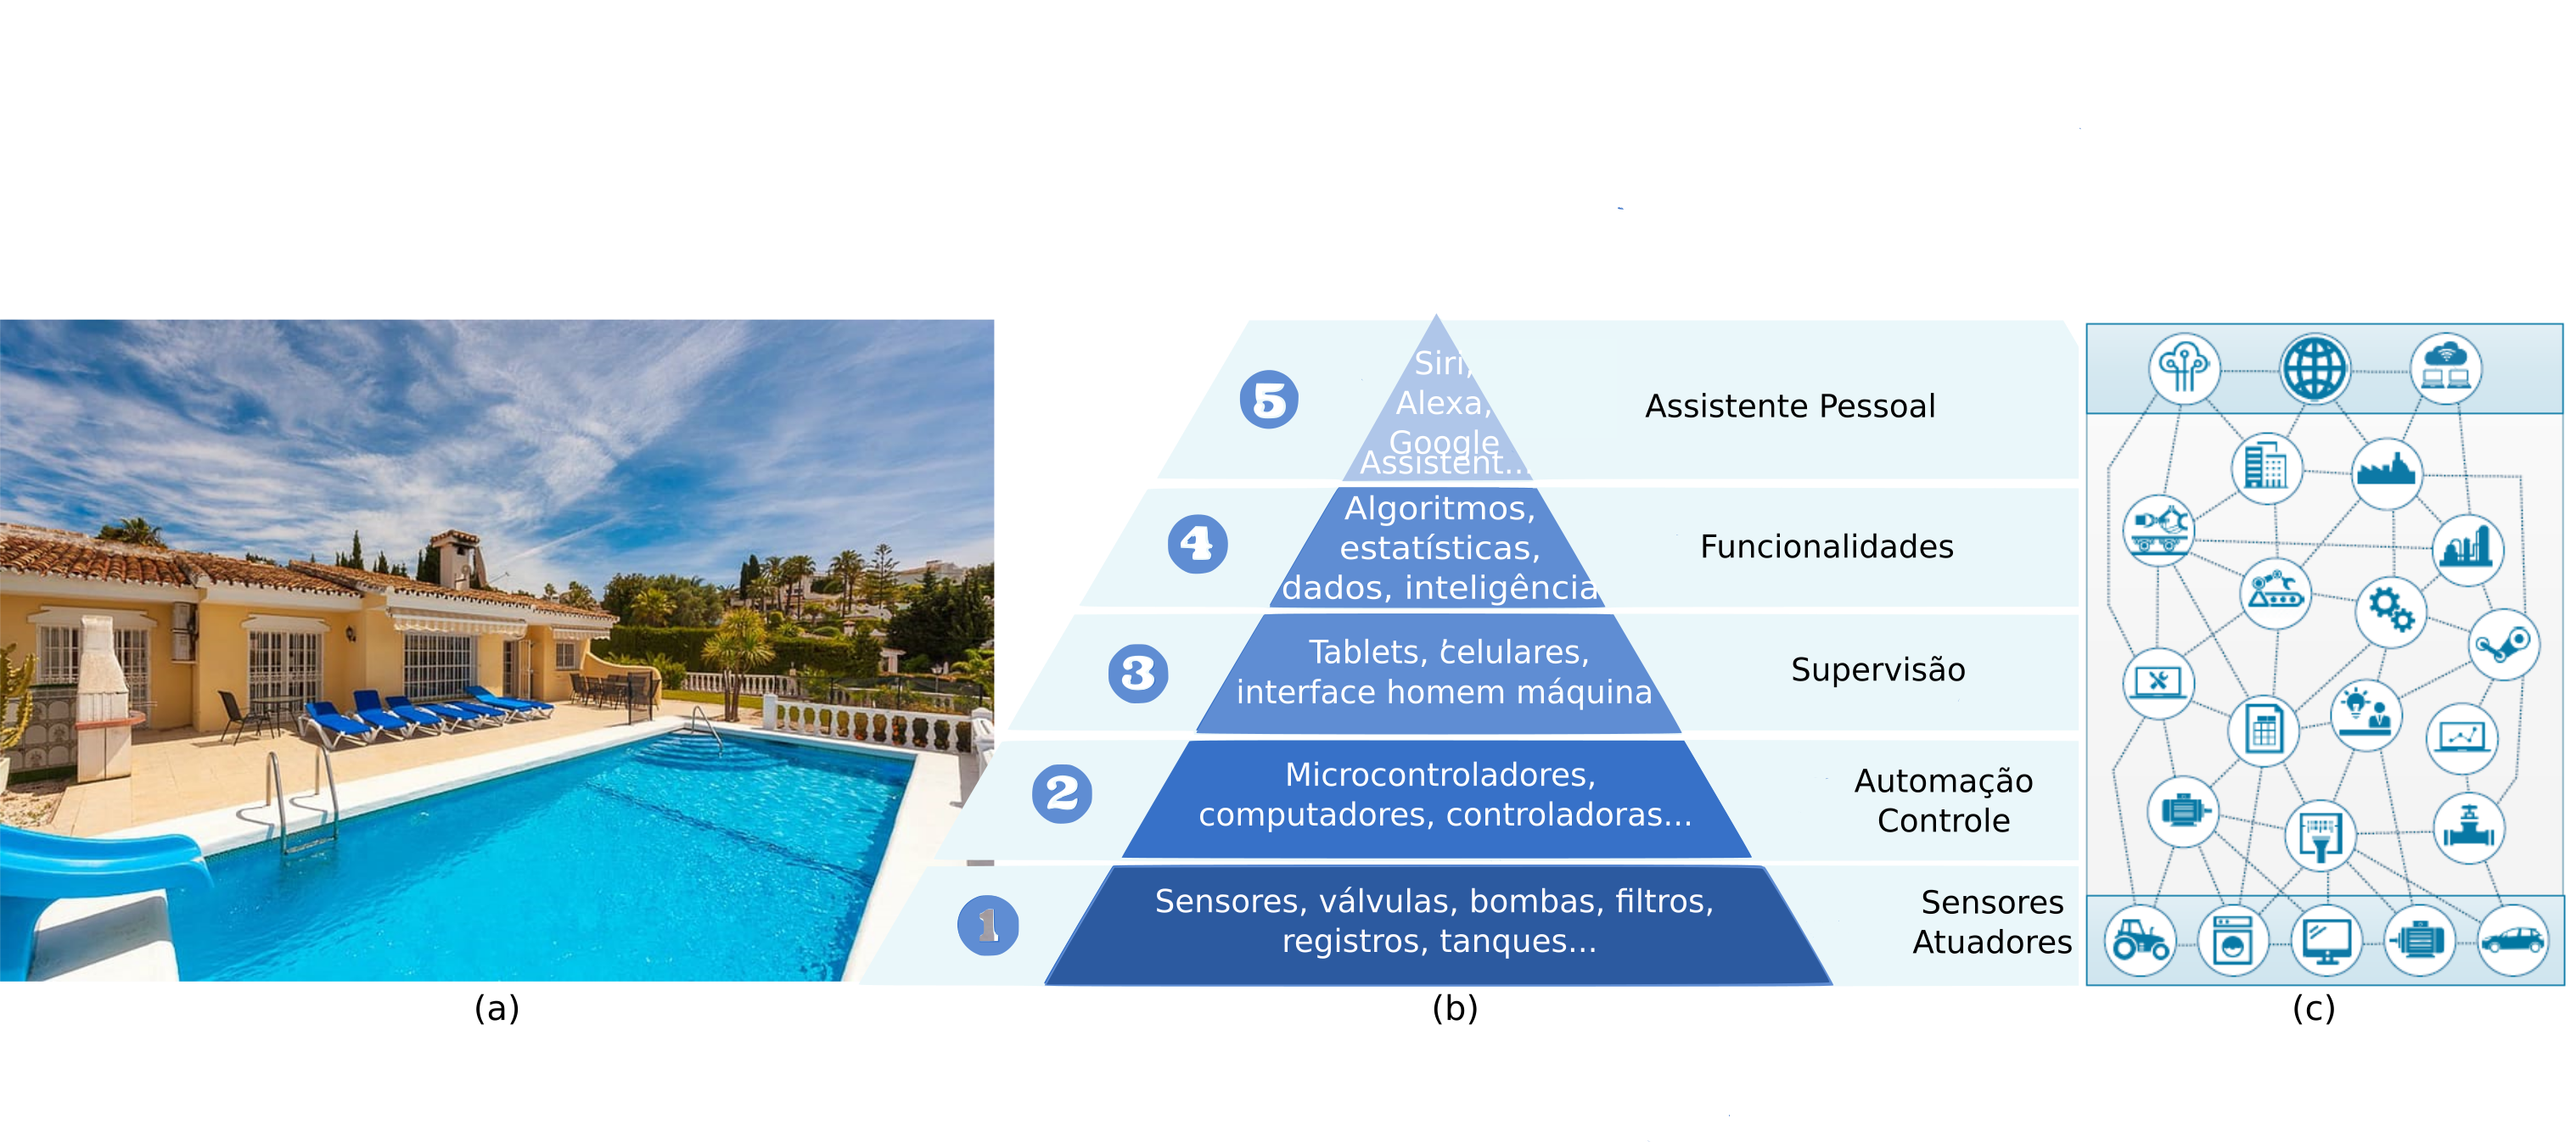 5
Siri,
Alexa,
Google
Assistent...
Assistente Pessoal
4
Algoritmos,
estatísticas,
dados, inteligência
Funcionalidades
3
Tablets, celulares,
interface homem máquina
Supervisão
2
Microcontroladores,
computadores, controladoras...
Automação
Controle
1
Sensores, válvulas, bombas, filtros,
registros, tanques...
Sensores
Atuadores
(a)
(b)
(c)